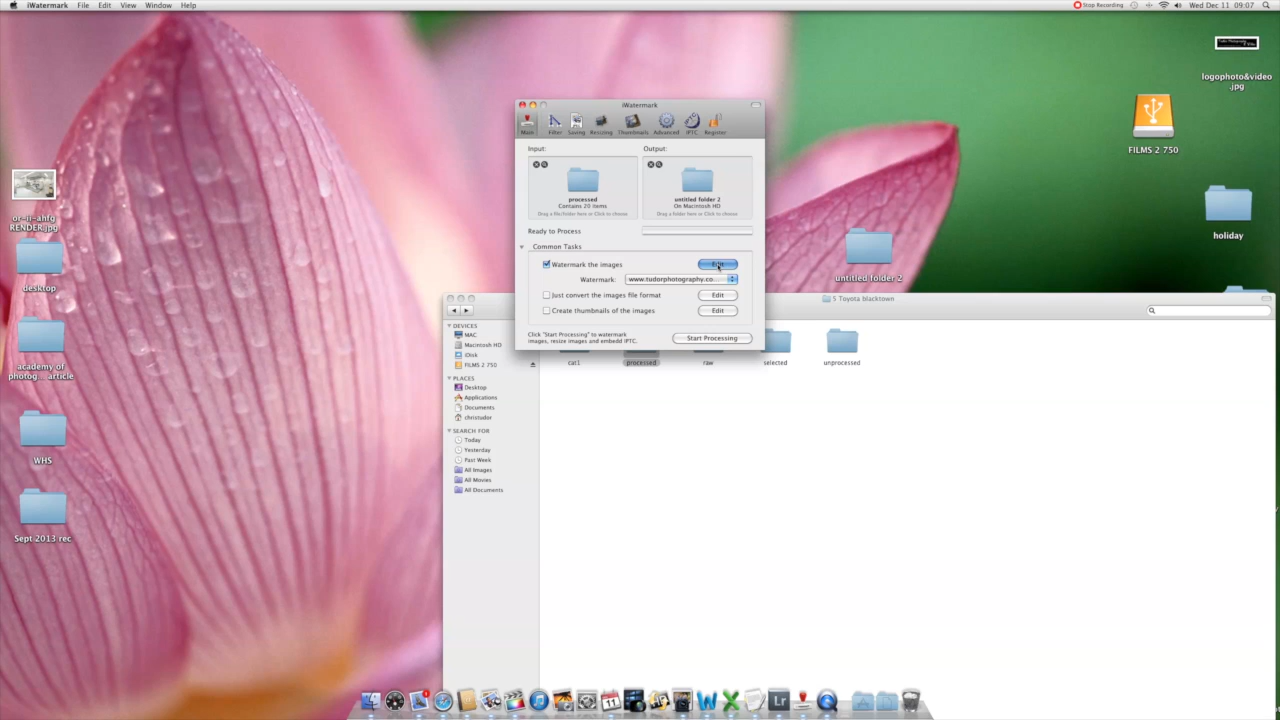 iWatermark File Edit View Window Help
Stop Recording Wed Dec 11 09:07
logophoto&video
.jpg
FILMS 2 750
holiday
untitled folder 2
or-ii-ahfg
RENDER.jpg
desktop
academy of
photog... article
WHS
Sept 2013 rec
iWatermark
Main Filter Saving Resizing Thumbnails Advanced IPTC Register
Input: Output:
processed
Contains 20 items
Drag a file/folder here or Click to choose
untitled folder 2
On Macintosh HD
Drag a folder here or Click to choose
Ready to Process
Common Tasks
Watermark the images Edit
Watermark: www.tudorphotography.co...
Just convert the images file format Edit
Create thumbnails of the images Edit
Click "Start Processing" to watermark
images, resize images and embedd IPTC.
Start Processing
5 Toyota blacktown
DEVICES
MAC
Macintosh HD
iDisk
FILMS 2 750
PLACES
Desktop
Applications
Documents
christudor
SEARCH FOR
Today
Yesterday
Past Week
All Images
All Movies
All Documents
cat1 processed raw selected unprocessed
11
Lr